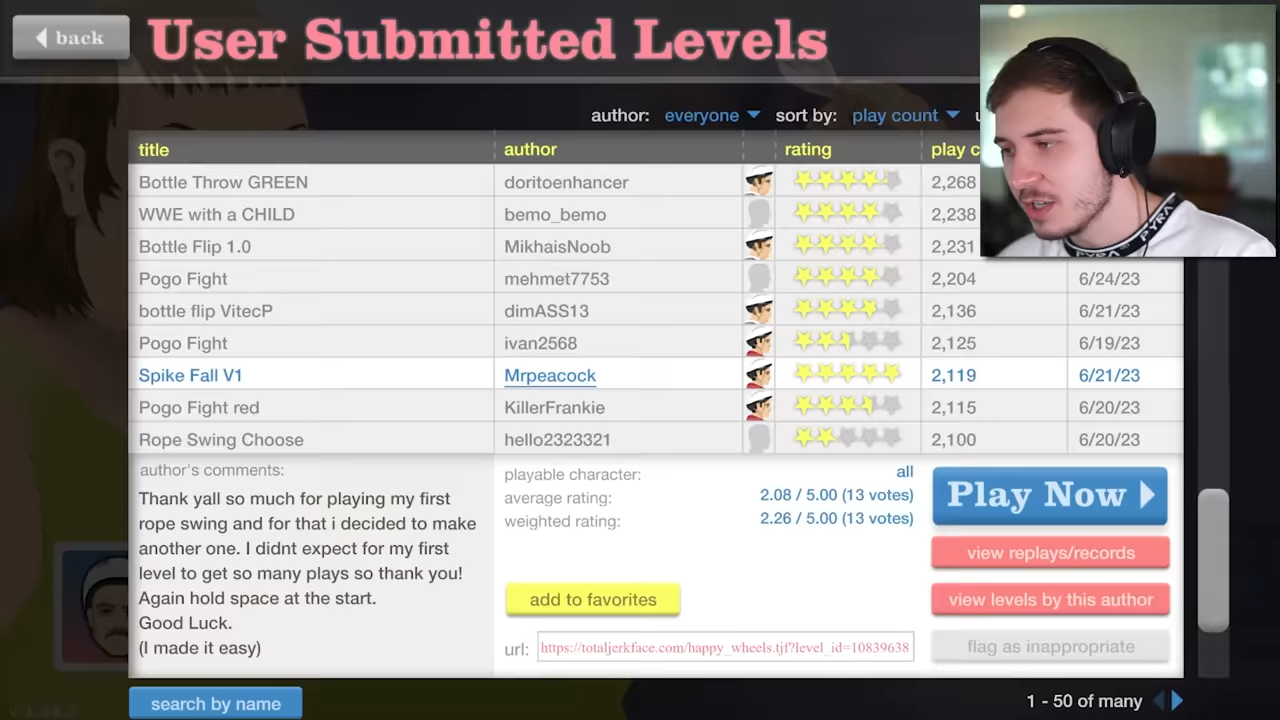 back
User Submitted Levels
author: everyone sort by: play count u
title author rating play c
Bottle Throw GREEN doritoenhancer 2,268
WWE with a CHILD bemo_bemo 2,238
Bottle Flip 1.0 MikhaisNoob 2,231
Pogo Fight mehmet7753 2,204 6/24/23
bottle flip VitecP dimASS13 2,136 6/21/23
Pogo Fight ivan2568 2,125 6/19/23
Spike Fall V1 Mrpeacock 2,119 6/21/23
Pogo Fight red KillerFrankie 2,115 6/20/23
Rope Swing Choose hello2323321 2,100 6/20/23
author's comments:
Thank yall so much for playing my first
rope swing and for that i decided to make
another one. I didnt expect for my first
level to get so many plays so thank you!
Again hold space at the start.
Good Luck.
(I made it easy)
playable character: all
average rating: 2.08 / 5.00 (13 votes)
weighted rating: 2.26 / 5.00 (13 votes)
add to favorites
url: https://totaljerkface.com/happy_wheels.tjf?level_id=10839638
Play Now
view replays/records
view levels by this author
flag as inappropriate
search by name
1 - 50 of many
PYRA